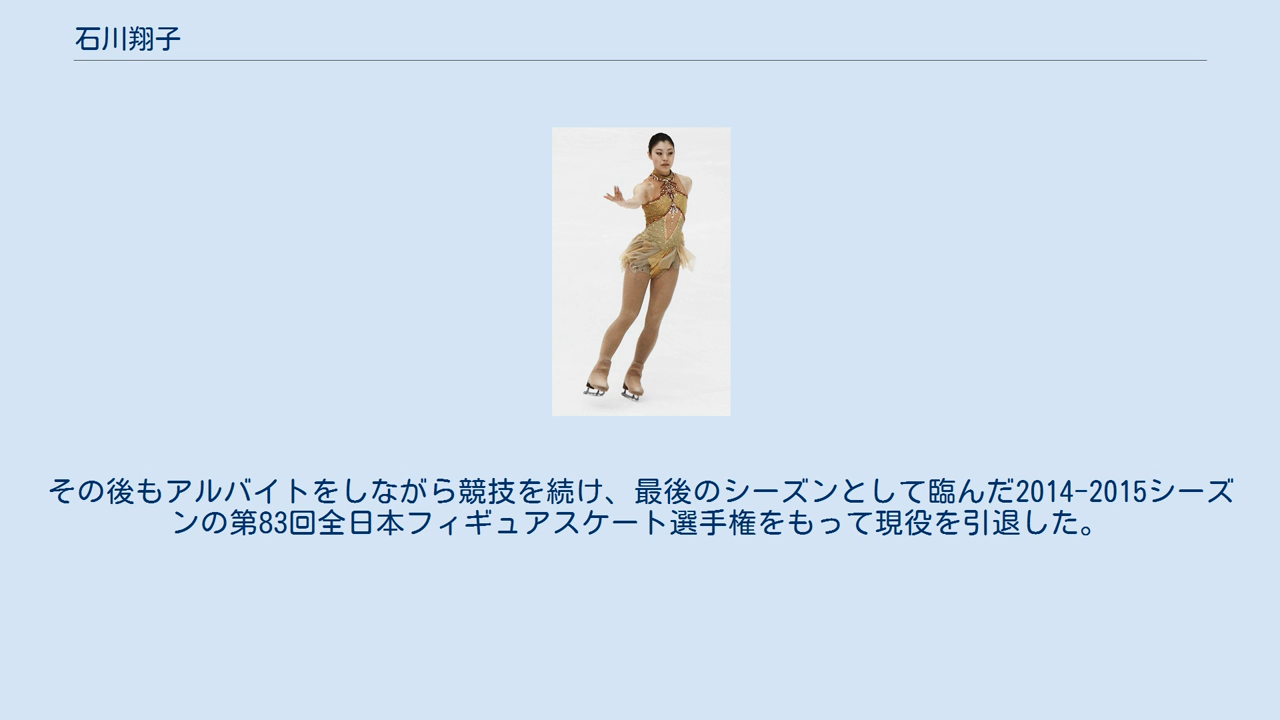 石川翔子
その後もアルバイトをしながら競技を続け、最後のシーズンとして臨んだ2014-2015シーズ
ンの第83回全日本フィギュアスケート選手権をもって現役を引退した。